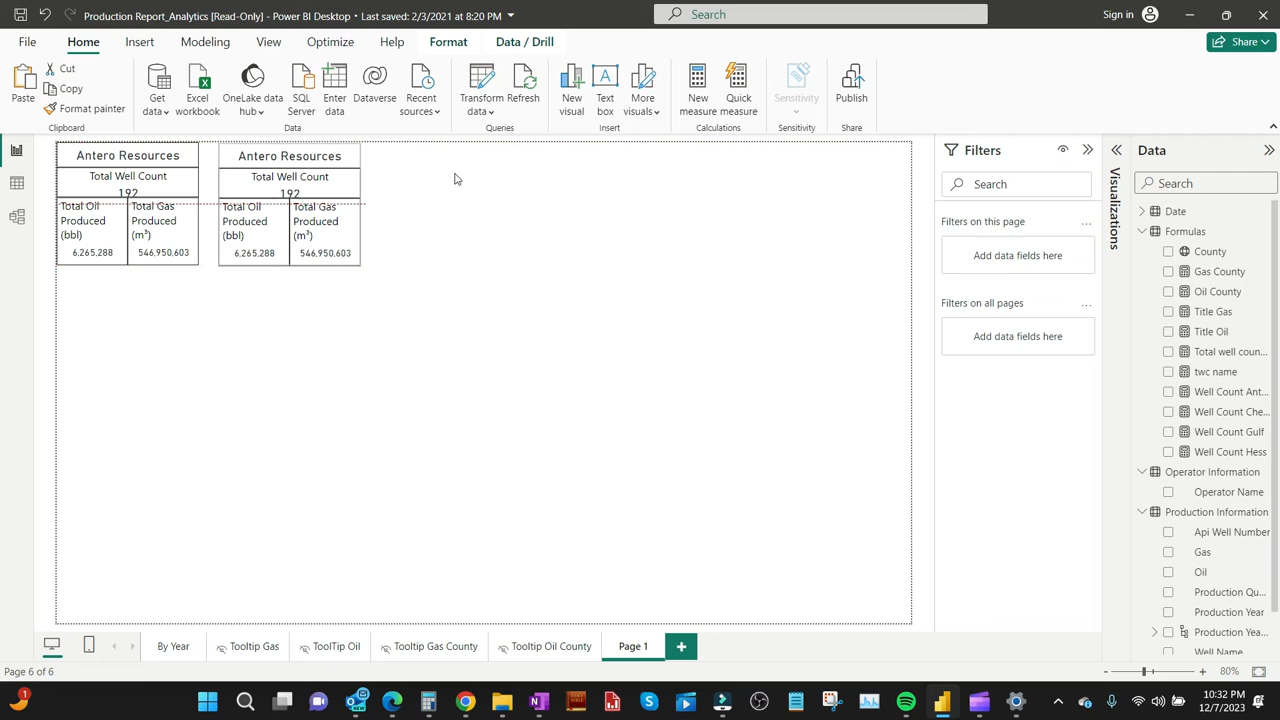 Production Report_Analytics [Read-Only] - Power BI Desktop • Last saved: 2/3/2021 at 8:20 PM
Search
Sign in
File
Home
Insert
Modeling
View
Optimize
Help
Format
Data / Drill
Share
Paste
Cut
Copy
Format painter
Clipboard
Get data
Excel workbook
OneLake data hub
SQL Server
Enter data
Dataverse
Recent sources
Data
Transform data
Refresh
Queries
New visual
Text box
More visuals
Insert
New measure
Quick measure
Calculations
Sensitivity
Sensitivity
Publish
Share
Antero Resources
Total Well Count
192
Total Oil Produced (bbl)
6,265,288
Total Gas Produced (m³)
546,950,603
Antero Resources
Total Well Count
192
Total Oil Produced (bbl)
6,265,288
Total Gas Produced (m³)
546,950,603
Filters
Search
Filters on this page
...
Add data fields here
Filters on all pages
...
Add data fields here
Visualizations
Data
Search
Date
Formulas
County
Gas County
Oil County
Title Gas
Title Oil
Total well coun...
twc name
Well Count Ant...
Well Count Che...
Well Count Gulf
Well Count Hess
Operator Information
Operator Name
Production Information
Api Well Number
Gas
Oil
Production Qu...
Production Year
Production Yea...
Well Name
By Year
Tooltip Gas
ToolTip Oil
Tooltip Gas County
Tooltip Oil County
Page 1
Page 6 of 6
80%
1
10:32 PM
12/7/2023